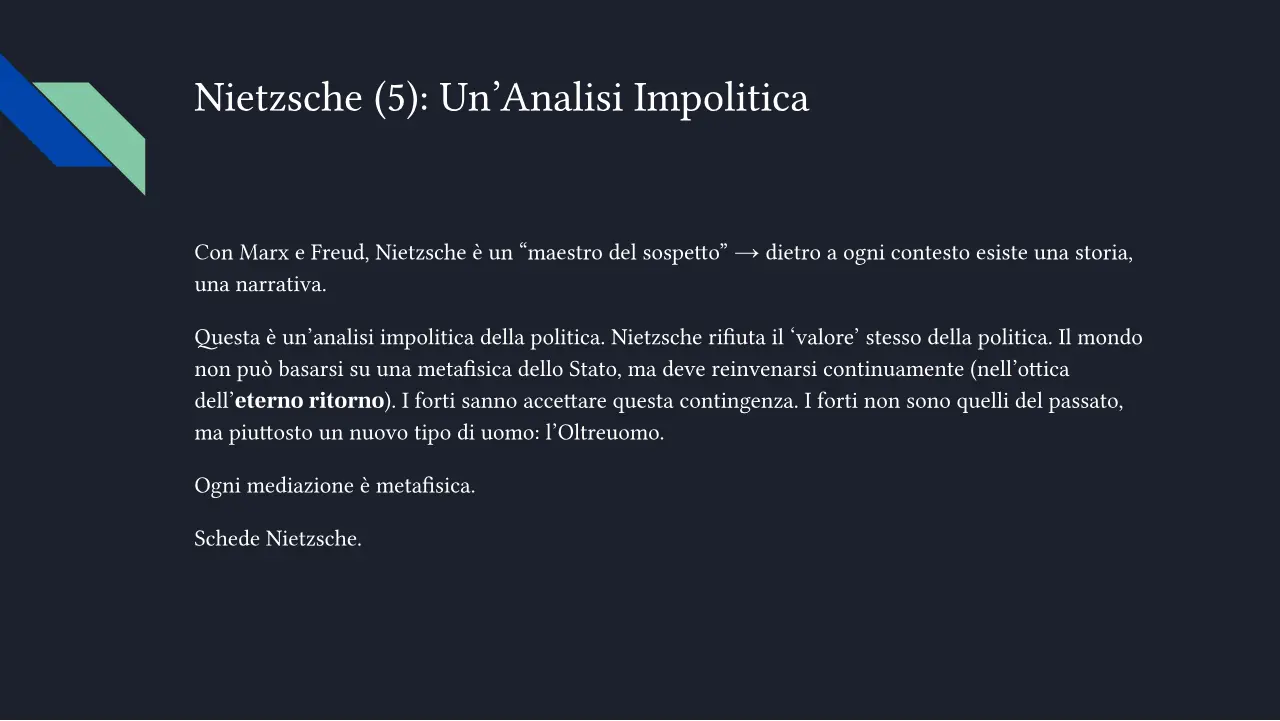 Nietzsche (5): Un’Analisi Impolitica
Con Marx e Freud, Nietzsche è un “maestro del sospetto” → dietro a ogni contesto esiste una storia,
una narrativa.
Questa è un’analisi impolitica della politica. Nietzsche rifiuta il ‘valore’ stesso della politica. Il mondo
non può basarsi su una metafisica dello Stato, ma deve reinvenarsi continuamente (nell’ottica
dell’eterno ritorno). I forti sanno accettare questa contingenza. I forti non sono quelli del passato,
ma piuttosto un nuovo tipo di uomo: l’Oltreuomo.
Ogni mediazione è metafisica.
Schede Nietzsche.